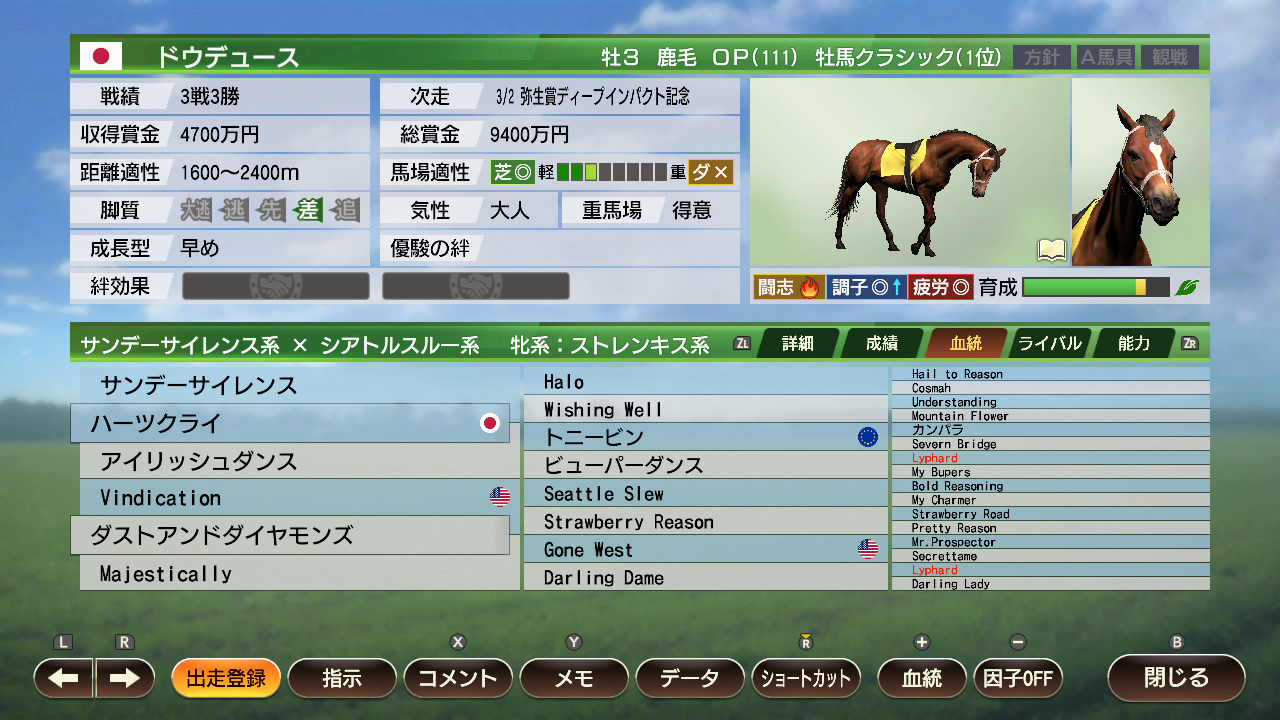 ドウデュース 牡3 鹿毛 OP(111) 牡馬クラシック(1位) 方針 A馬具 観戦
戦績 3戦3勝 次走 3/2 弥生賞ディープインパクト記念
収得賞金 4700万円 総賞金 9400万円
距離適性 1600〜2400m 馬場適性 芝◎ 軽 重 ダ×
脚質 大逃 逃 先 差 追 気性 大人 重馬場 得意
成長型 早め 優駿の絆
絆効果
闘志 調子◎↑ 疲労◎ 育成
サンデーサイレンス系 × シアトルスルー系 牝系:ストレンキス系 ZL 詳細 成績 血統 ライバル 能力 ZR
サンデーサイレンス
ハーツクライ
アイリッシュダンス
Vindication
ダストアンドダイヤモンズ
Majestically
Halo
Wishing Well
トニービン
ビューパーダンス
Seattle Slew
Strawberry Reason
Gone West
Darling Dame
Hail to Reason
Cosmah
Understanding
Mountain Flower
カンパラ
Severn Bridge
Lyphard
My Bupers
Bold Reasoning
My Charmer
Strawberry Road
Pretty Reason
Mr.Prospector
Secrettame
Lyphard
Darling Lady
L R X Y R + − B
← → 出走登録 指示 コメント メモ データ ショートカット 血統 因子OFF 閉じる